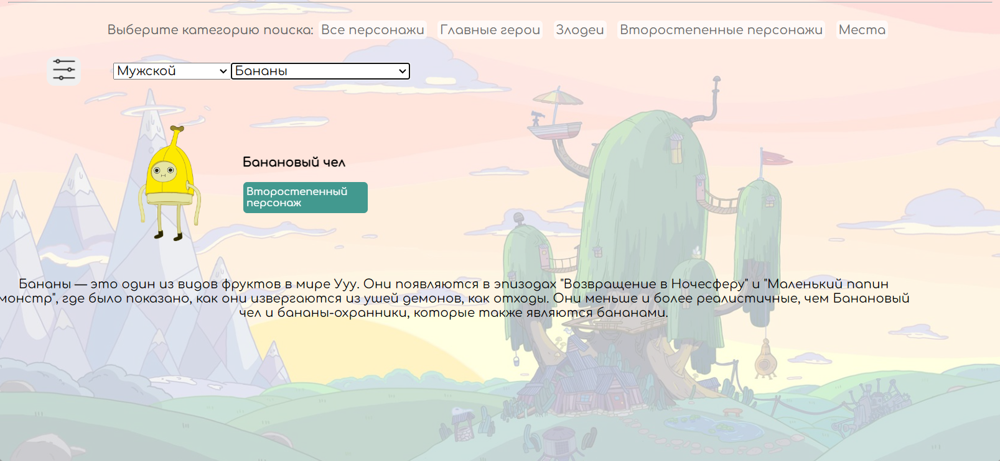 Выберите категорию поиска: Все персонажи Главные герои Злодеи Второстепенные персонажи Места
Мужской Бананы
Банановый чел
Второстепенный
персонаж
Бананы — это один из видов фруктов в мире Ууу. Они появляются в эпизодах "Возвращение в Ночесферу" и "Маленький папин
монстр", где было показано, как они извергаются из ушей демонов, как отходы. Они меньше и более реалистичные, чем Банановый
чел и бананы-охранники, которые также являются бананами.